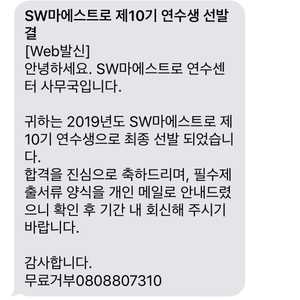 SW마에스트로 제10기 연수생 선발
결
[Web발신]
안녕하세요. SW마에스트로 연수센
터 사무국입니다.
귀하는 2019년도 SW마에스트로 제
10기 연수생으로 최종 선발 되었습니
다.
합격을 진심으로 축하드리며, 필수제
출서류 양식을 개인 메일로 안내드렸
으니 확인 후 기간 내 회신해 주시기
바랍니다.
감사합니다.
무료거부0808807310